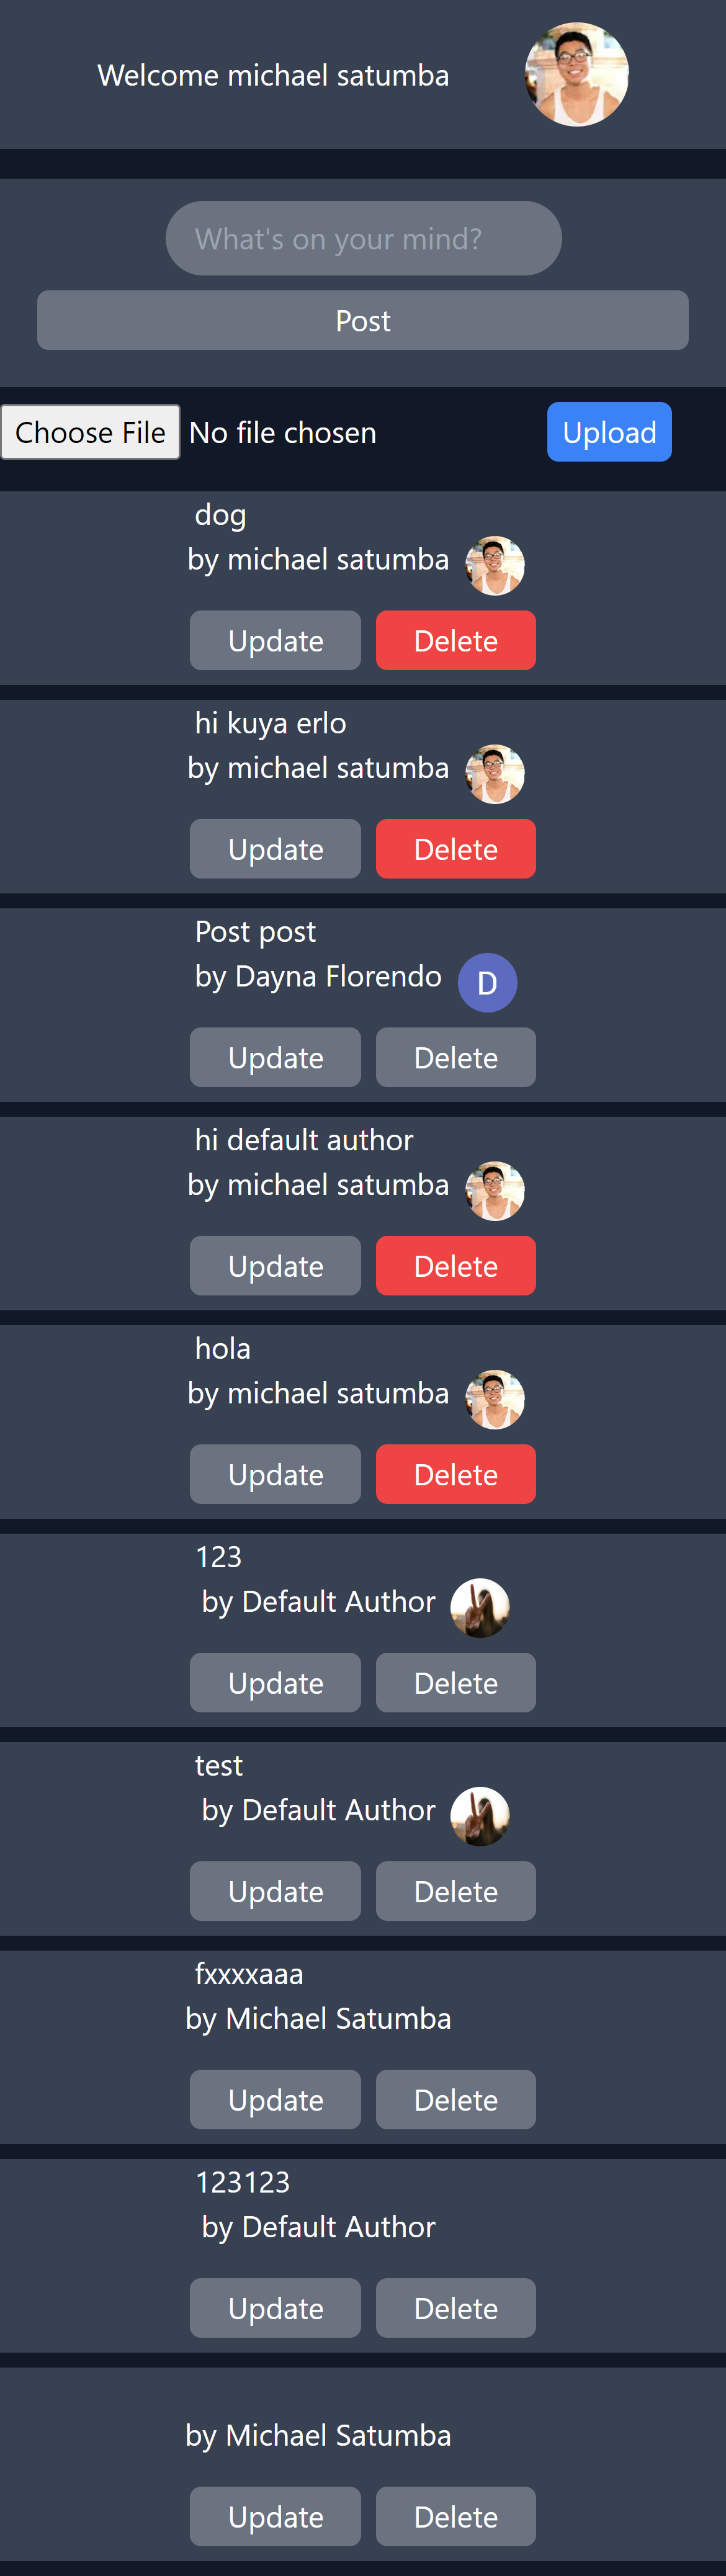 Welcome michael satumba
What's on your mind?
Post
Choose File No file chosen Upload
dog
by michael satumba
Update Delete
hi kuya erlo
by michael satumba
Update Delete
Post post
by Dayna Florendo D
Update Delete
hi default author
by michael satumba
Update Delete
hola
by michael satumba
Update Delete
123
by Default Author
Update Delete
test
by Default Author
Update Delete
fxxxxaaa
by Michael Satumba
Update Delete
123123
by Default Author
Update Delete
by Michael Satumba
Update Delete